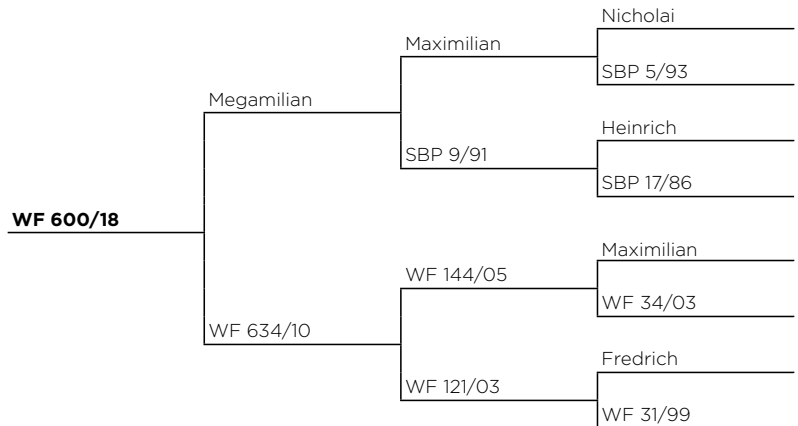 Nicholai
Maximilian
SBP 5/93
Megamilian
Heinrich
SBP 9/91
SBP 17/86
WF 600/18
Maximilian
WF 144/05
WF 34/03
WF 634/10
Fredrich
WF 121/03
WF 31/99